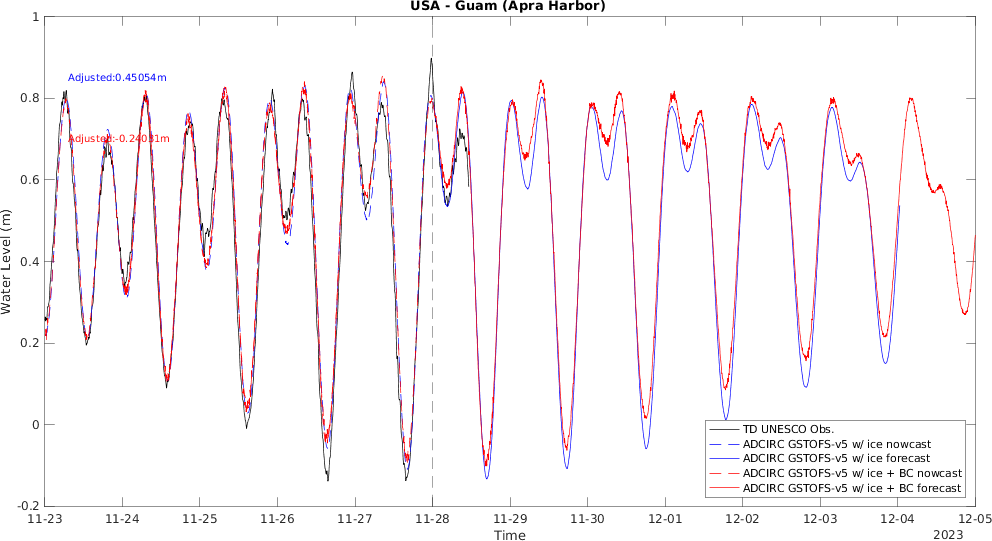 USA - Guam (Apra Harbor)
1
0.8
0.6
0.4
0.2
0
-0.2
Water Level (m)
Adjusted:0.45054m
Adjusted:-0.24031m
TD UNESCO Obs.
ADCIRC GSTOFS-v5 w/ ice nowcast
ADCIRC GSTOFS-v5 w/ ice forecast
ADCIRC GSTOFS-v5 w/ ice + BC nowcast
ADCIRC GSTOFS-v5 w/ ice + BC forecast
11-23 11-24 11-25 11-26 11-27 11-28 11-29 11-30 12-01 12-02 12-03 12-04 12-05
Time
2023